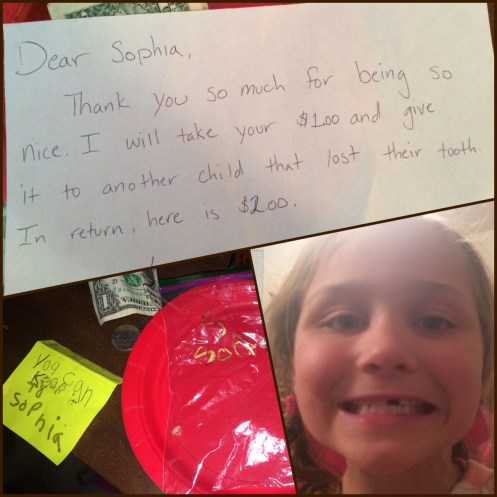 Dear Sophia,
Thank you so much for being so
nice. I will take your $1.00 and give
it to another child that lost their tooth.
In return, here is $2.00.
S
Sop
You
can
Sophia